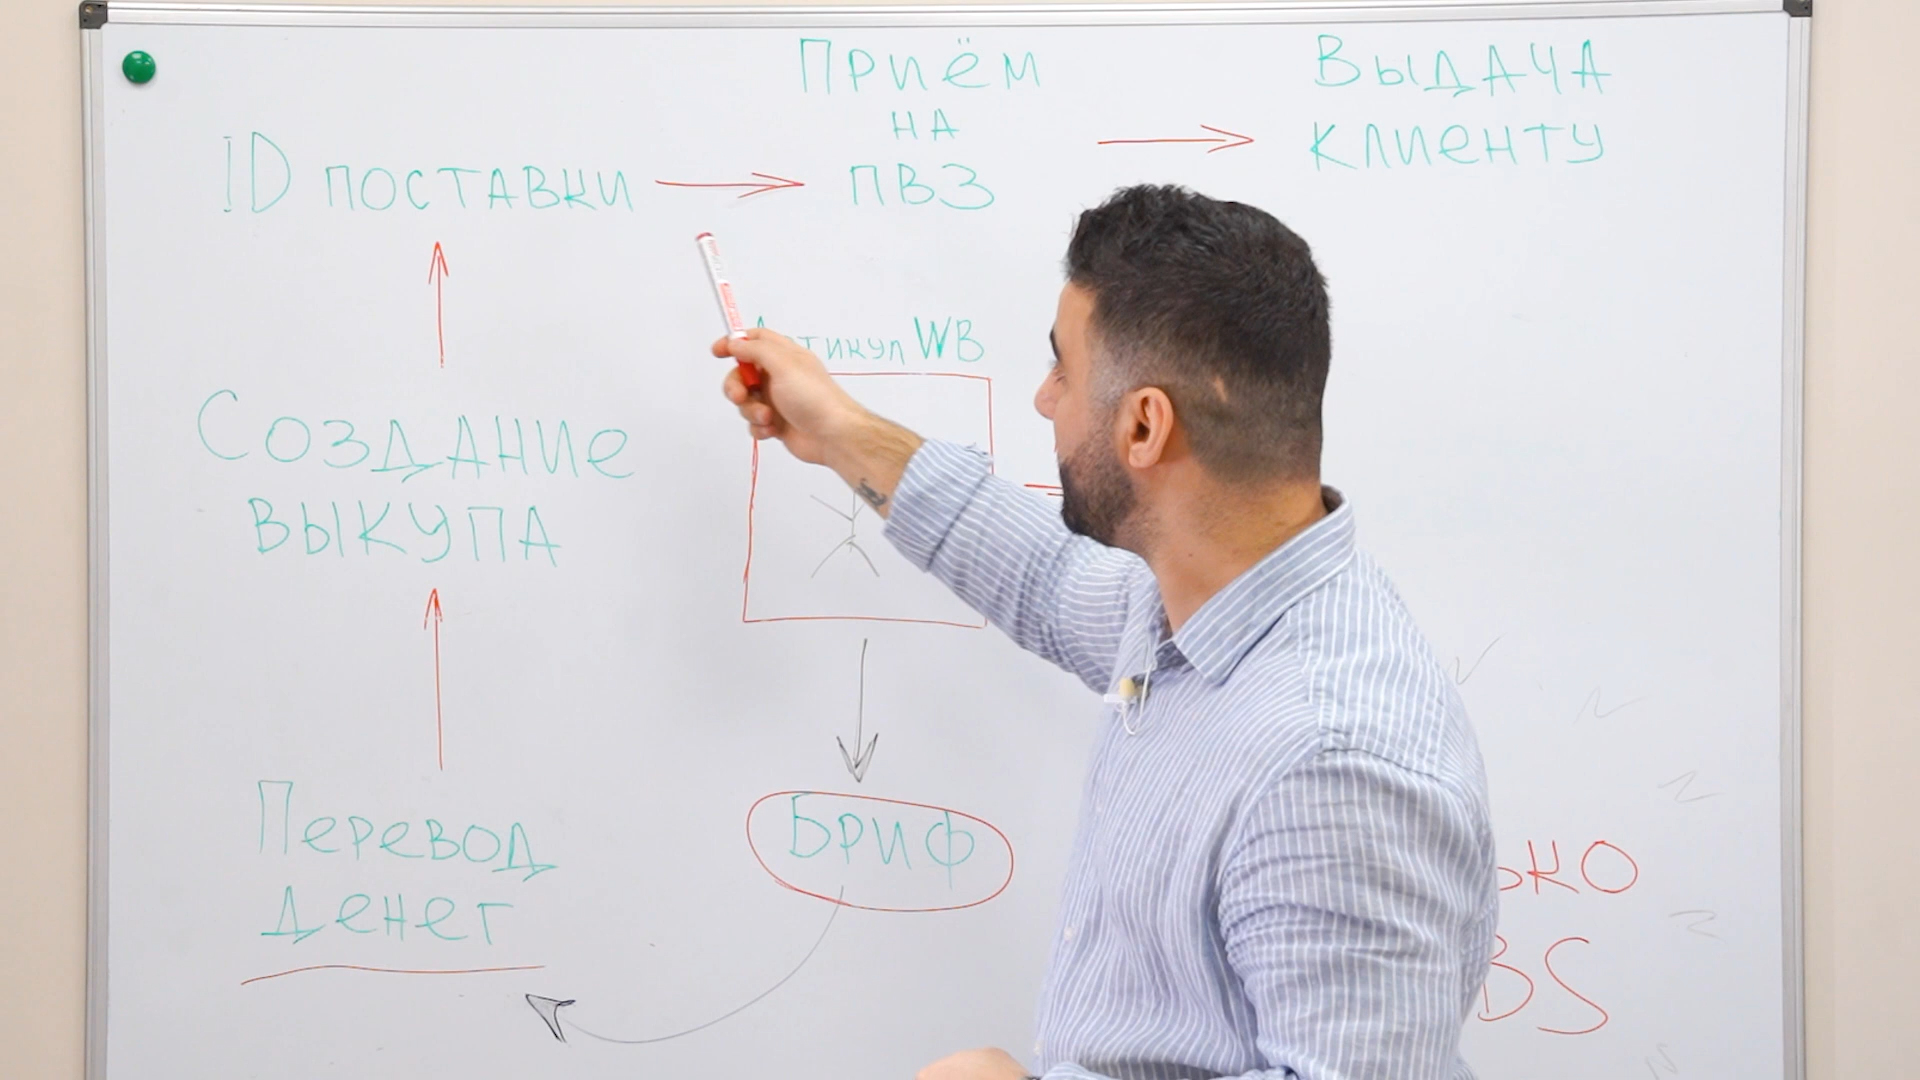 Приём
на
ПВЗ
Выдача
клиенту
ID поставки
WB
Создание
выкупа
Перевод
денег
Бриф